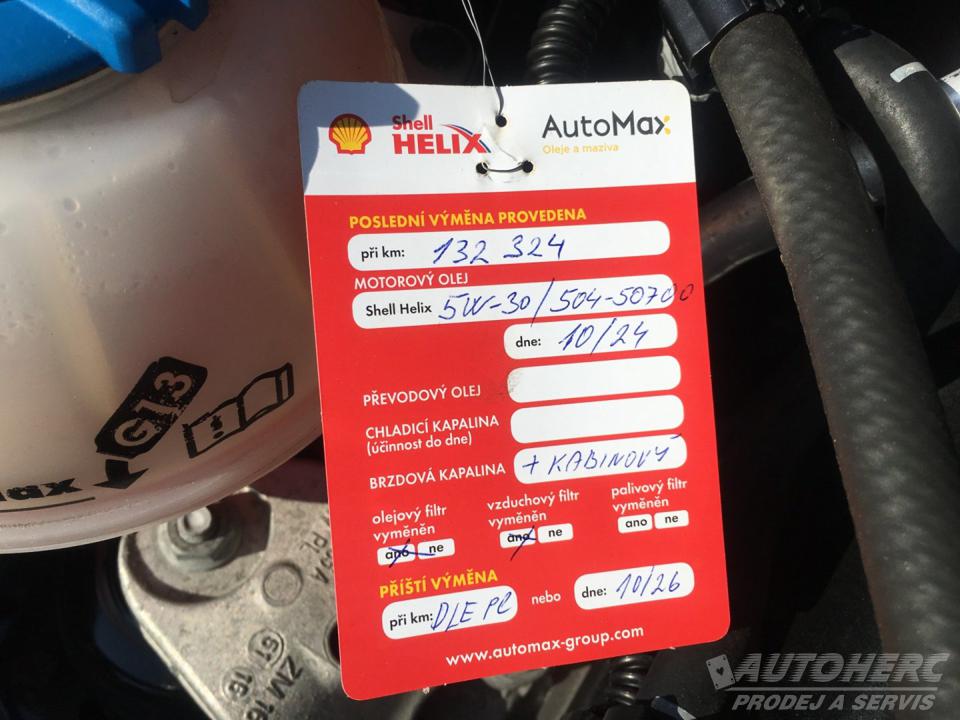 Shell
HELIX
AutoMax
Oleje a maziva
POSLEDNÍ VÝMĚNA PROVEDENA
při km: 132 324
MOTOROVÝ OLEJ
Shell Helix 5W-30/504-50700
dne: 10/24
PŘEVODOVÝ OLEJ
CHLADICÍ KAPALINA
(účinnost do dne)
BRZDOVÁ KAPALINA + KABINOVÝ
olejový filtr vyměněn
ano ne
vzduchový filtr vyměněn
ano ne
palivový filtr vyměněn
ano ne
PŘÍŠTÍ VÝMĚNA
při km: DLE PC nebo dne: 10/26
www.automax-group.com
G13
AUTOHERC
PRODEJ A SERVIS